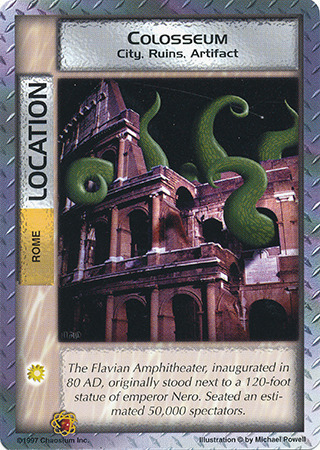 COLOSSEUM
City, Ruins, Artifact
LOCATION
ROME
The Flavian Amphitheater, inaugurated in
80 AD, originally stood next to a 120-foot
statue of emperor Nero. Seated an esti-
mated 50,000 spectators.
©1997 Chaosium Inc.
Illustration © by Michael Powell